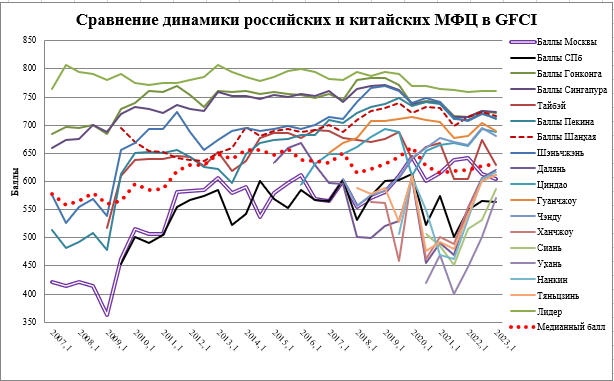 Сравнение динамики российских и китайских МФЦ в GFCI
Баллы
850
800
750
700
650
600
550
500
450
400
350
2007,1
2008,1
2009,1
2010,1
2011,1
2012,1
2013,1
2014,1
2015,1
2016,1
2017,1
2018,1
2019,1
2020,1
2021,1
2022,1
2023,1
Баллы Москвы
Баллы СПб
Баллы Гонконга
Баллы Сингапура
Тайбэй
Баллы Пекина
Баллы Шанхая
Шэньчжэнь
Далянь
Циндао
Гуанчжоу
Чэнду
Ханчжоу
Сиань
Ухань
Нанкин
Тяньцзинь
Лидер
Медианный балл